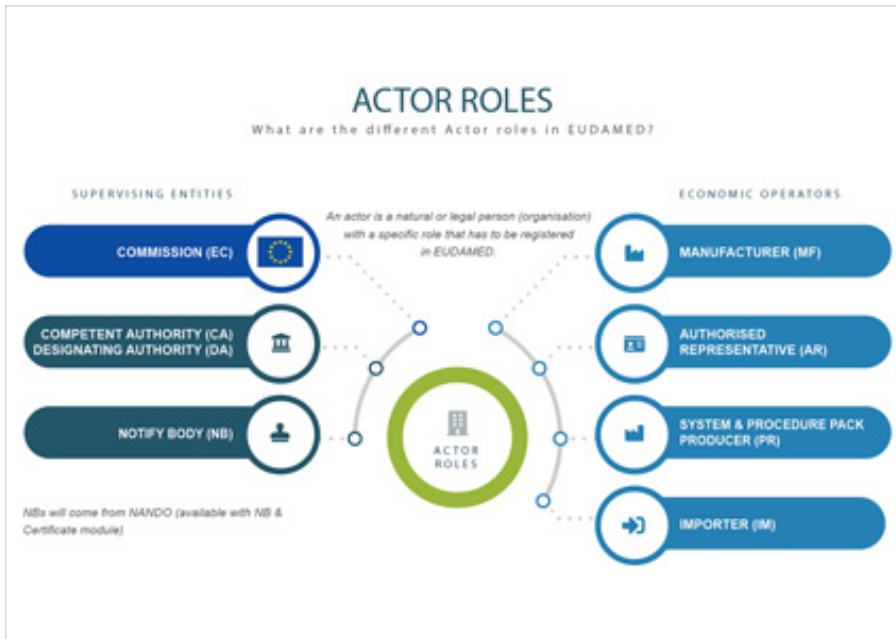 ACTOR ROLES
What are the different Actor roles in EUDAMED?
SUPERVISING ENTITIES
ECONOMIC OPERATORS
An actor is a natural or legal person (organisation)
with a specific role that has to be registered
in EUDAMED.
COMMISSION (EC)
COMPETENT AUTHORITY (CA)
DESIGNATING AUTHORITY (DA)
NOTIFY BODY (NB)
NBs will come from NANDO (available with NB &
Certificate module)
ACTOR
ROLES
MANUFACTURER (MF)
AUTHORISED
REPRESENTATIVE (AR)
SYSTEM & PROCEDURE PACK
PRODUCER (PR)
IMPORTER (IM)